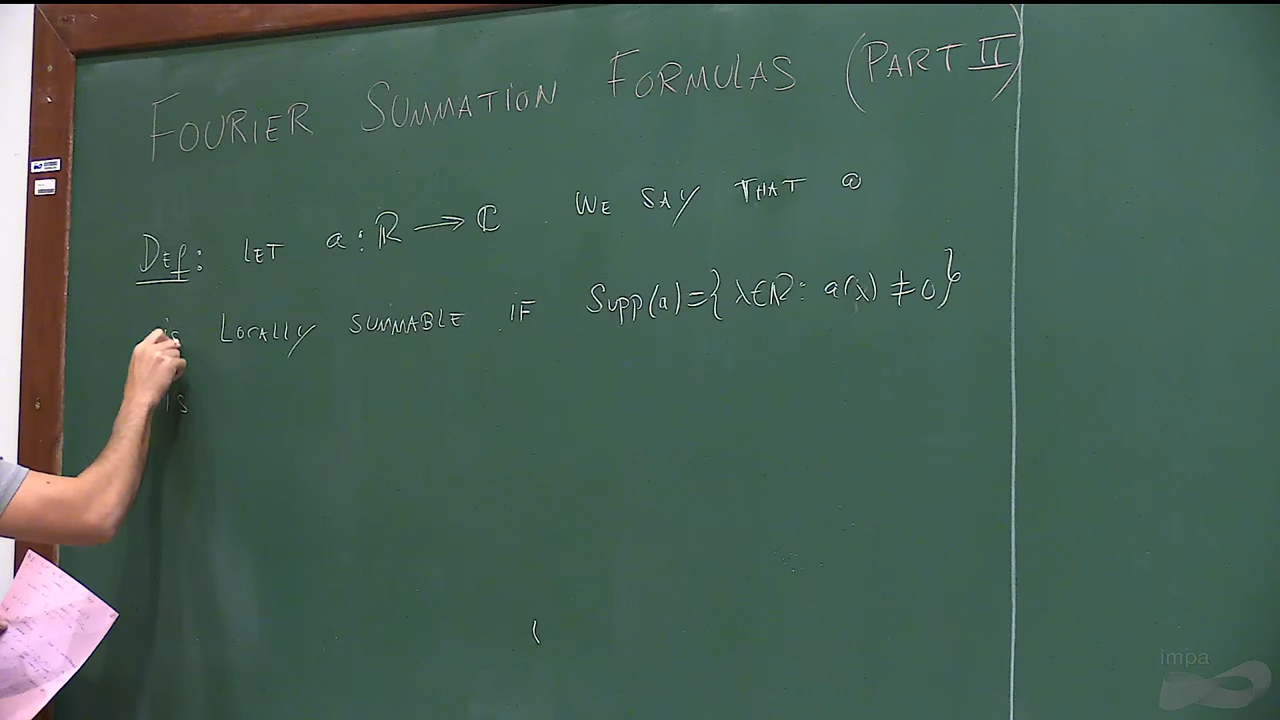 FOURIER SUMMATION FORMULAS (PART II)
Def: LET a : ℝ → ℂ . WE SAY THAT a
is LOCALLY SUMMABLE IF Supp(a) = { λ∈ℝ : a(λ) ≠ 0 }
is
impa